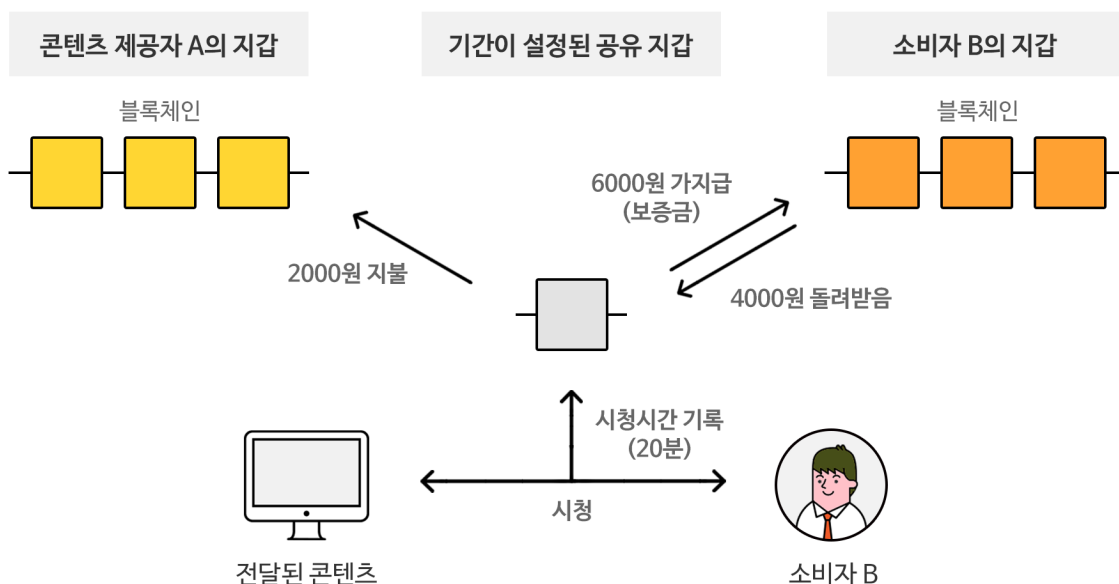 콘텐츠 제공자 A의 지갑
기간이 설정된 공유 지갑
소비자 B의 지갑
블록체인
블록체인
6000원 가지급
(보증금)
2000원 지불
4000원 돌려받음
시청시간 기록
(20분)
시청
전달된 콘텐츠
소비자 B